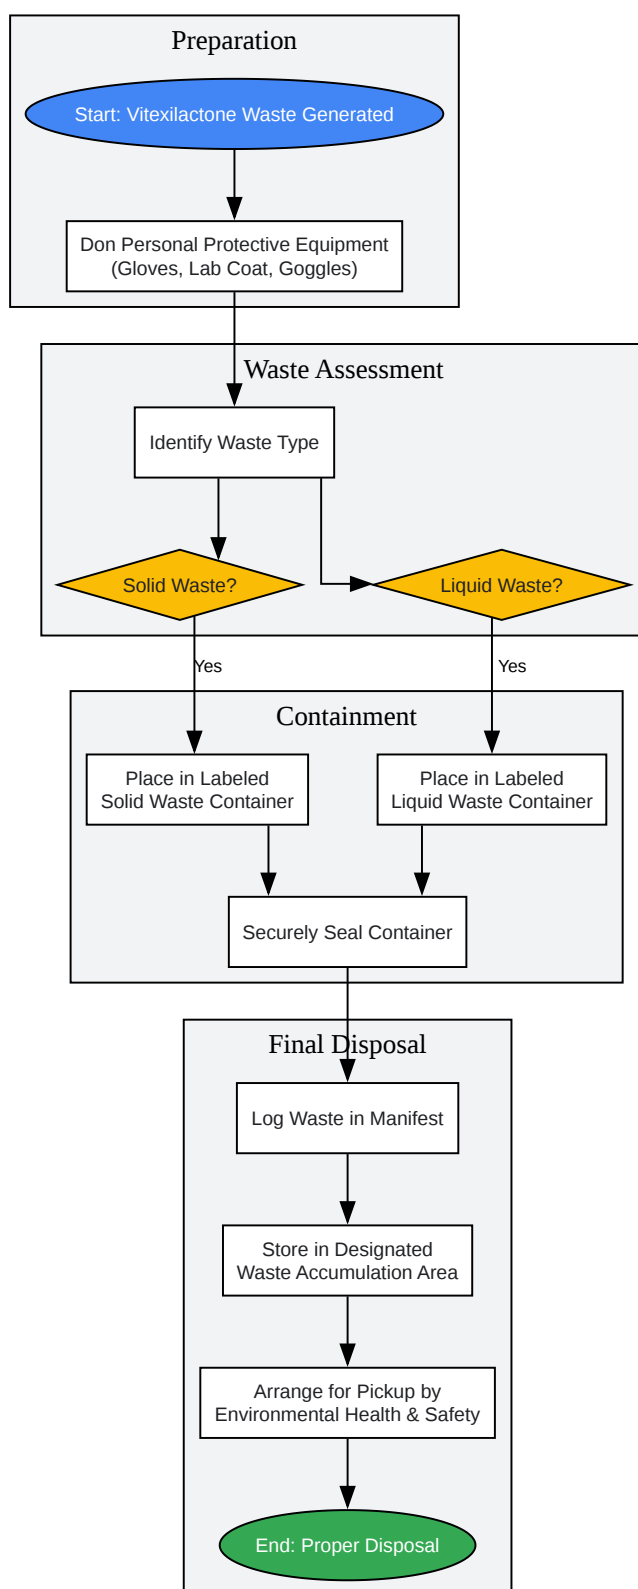 Preparation
Start: Vitexilactone Waste Generated
Don Personal Protective Equipment
(Gloves, Lab Coat, Goggles)
Waste Assessment
Identify Waste Type
Solid Waste?
Liquid Waste?
Yes
Yes
Containment
Place in Labeled
Solid Waste Container
Place in Labeled
Liquid Waste Container
Securely Seal Container
Final Disposal
Log Waste in Manifest
Store in Designated
Waste Accumulation Area
Arrange for Pickup by
Environmental Health & Safety
End: Proper Disposal